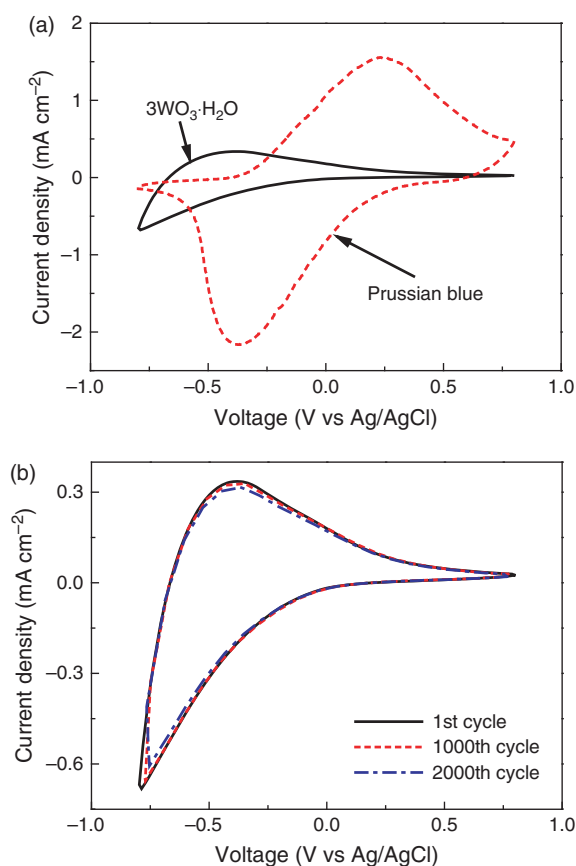 (a)
2
1
0
−1
−2
Current density (mA cm⁻²)
3WO₃·H₂O
Prussian blue
−1.0
−0.5
0.0
0.5
1.0
Voltage (V vs Ag/AgCl)
(b)
0.3
0.0
−0.3
−0.6
Current density (mA cm⁻²)
1st cycle
1000th cycle
2000th cycle
−1.0
−0.5
0.0
0.5
1.0
Voltage (V vs Ag/AgCl)